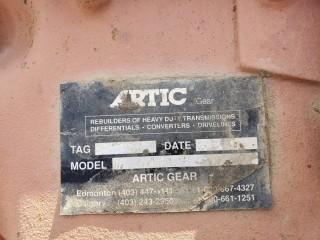 ARTIC
Gear
REBUILDERS OF HEAVY DUTY TRANSMISSIONS
DIFFERENTIALS · CONVERTERS · DRIVELINES
TAG DATE
MODEL
ARTIC GEAR
Edmonton (403)
Calgary (403) 243-2950